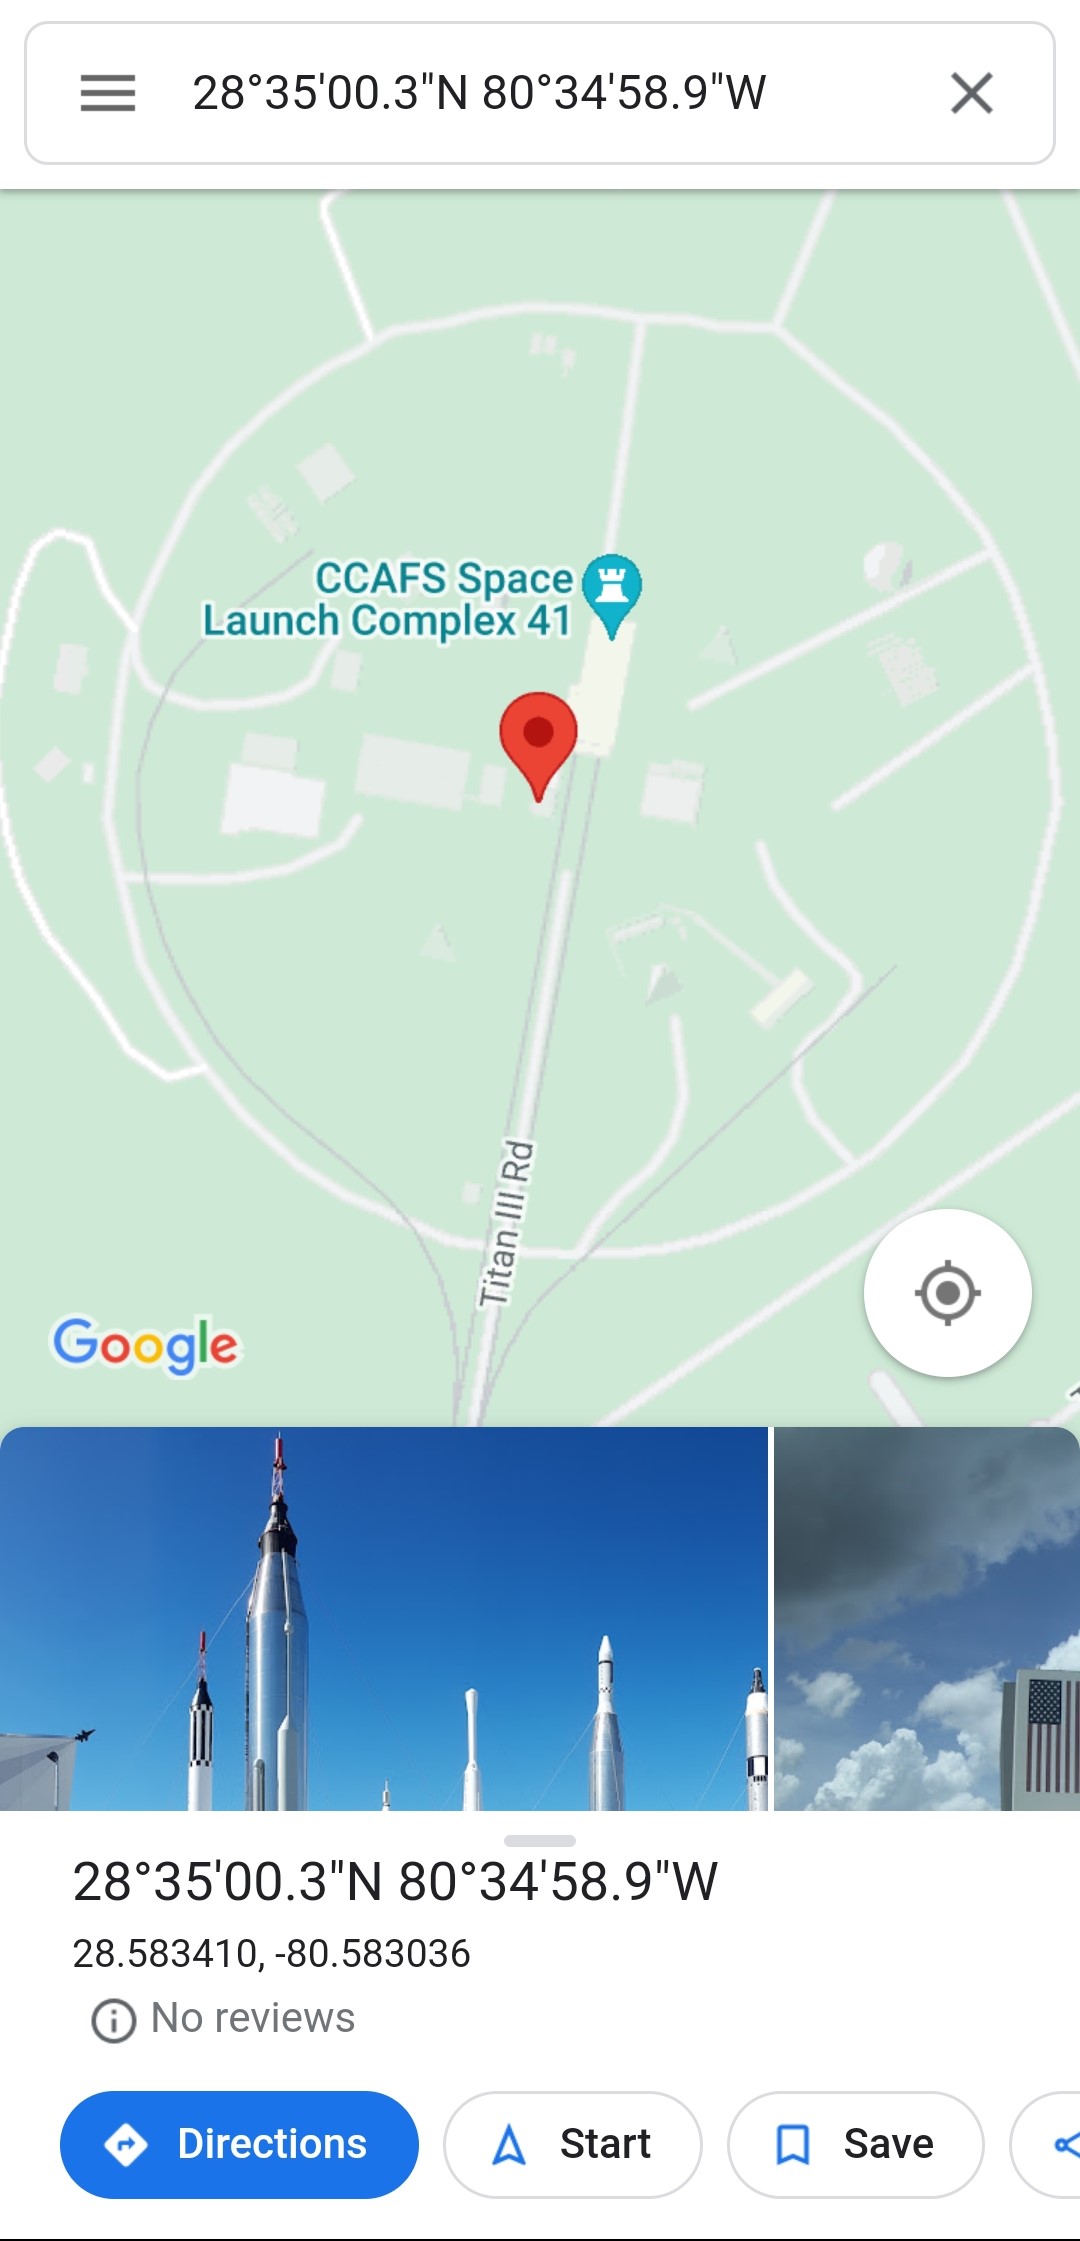 28°35'00.3"N 80°34'58.9"W
CCAFS Space
Launch Complex 41
Titan III Rd
Google
28°35'00.3"N 80°34'58.9"W
28.583410, -80.583036
No reviews
Directions
Start
Save